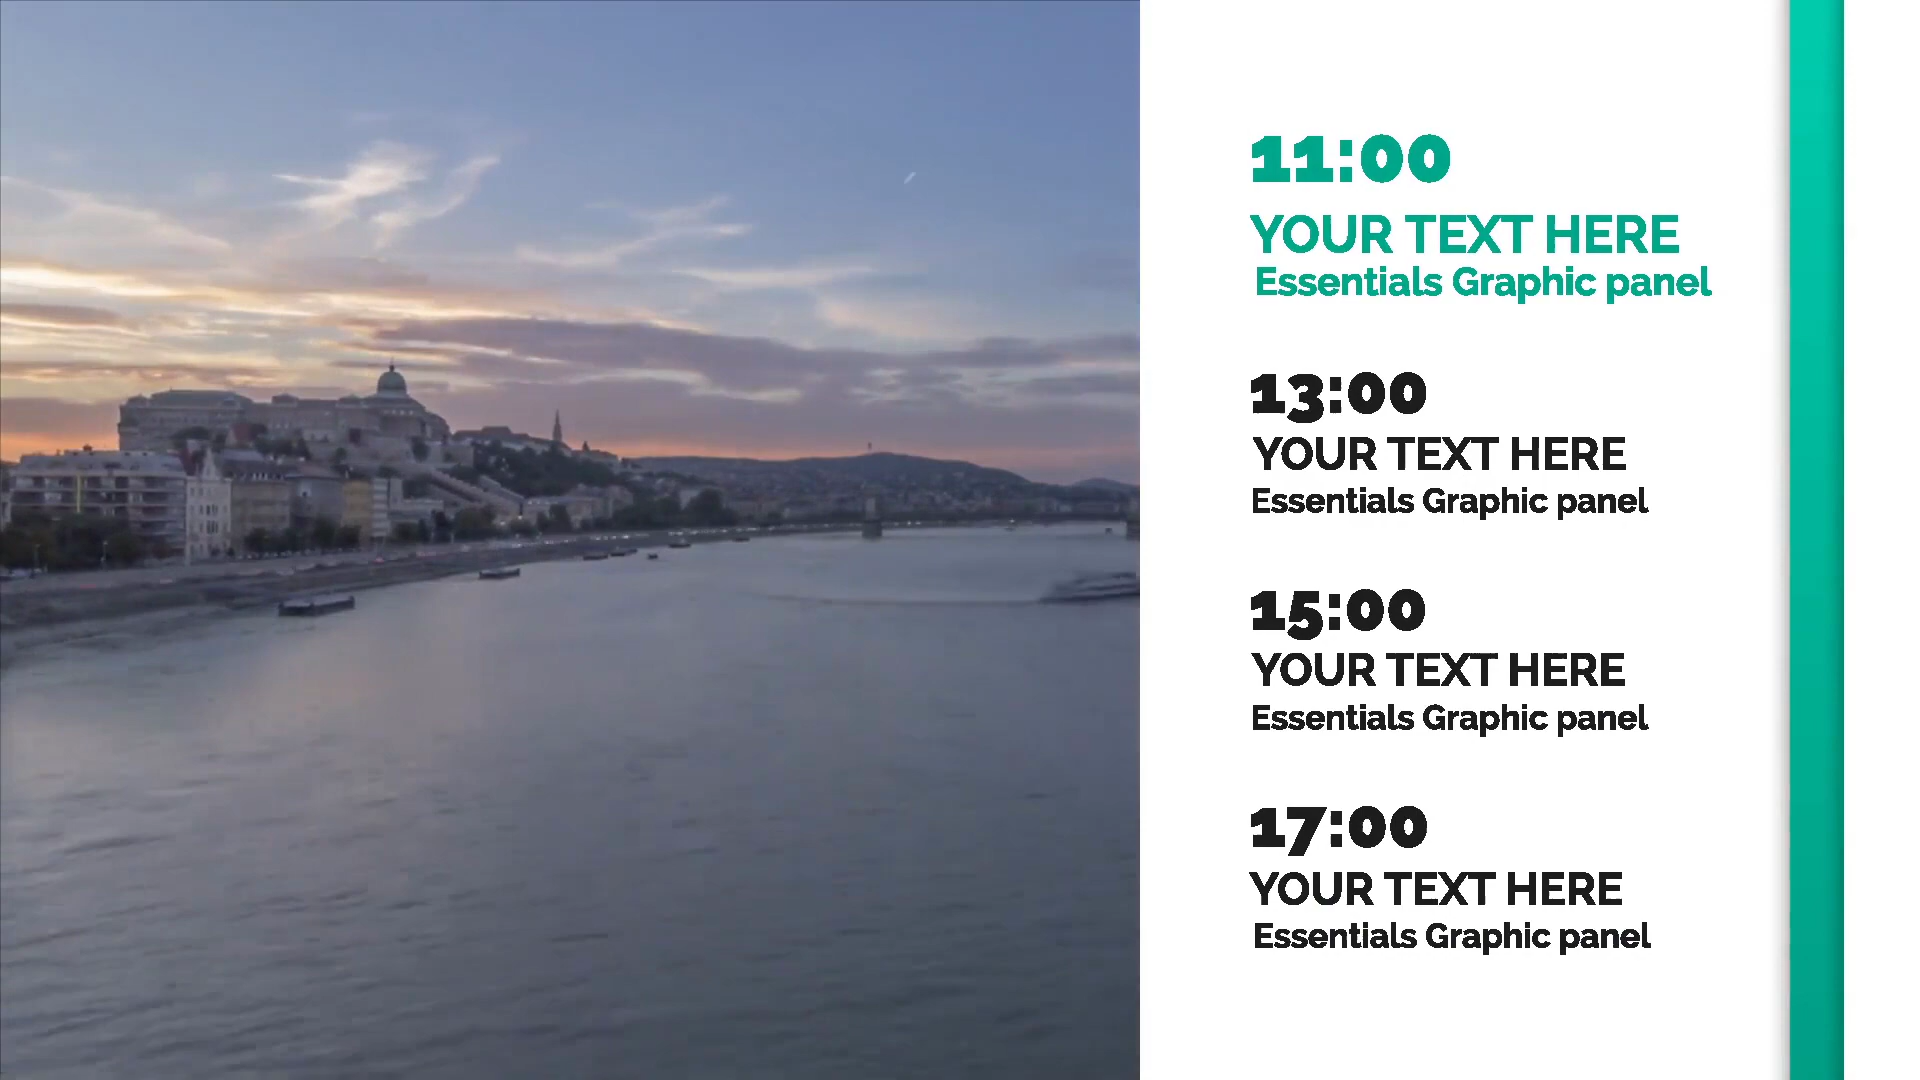 11:00
YOUR TEXT HERE
Essentials Graphic panel
13:00
YOUR TEXT HERE
Essentials Graphic panel
15:00
YOUR TEXT HERE
Essentials Graphic panel
17:00
YOUR TEXT HERE
Essentials Graphic panel